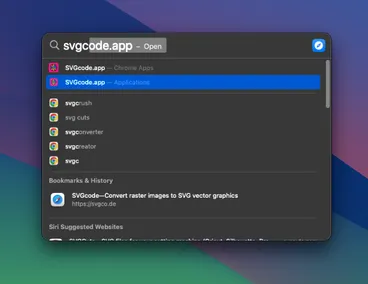 svgcode.app – Open
SVGcode.app – Chrome Apps
SVGcode.app – Applications
svgcrush
svg cuts
svgconverter
svgcreator
svgc
Bookmarks & History
SVGcode—Convert raster images to SVG vector graphics
https://svgco.de
Siri Suggested Websites